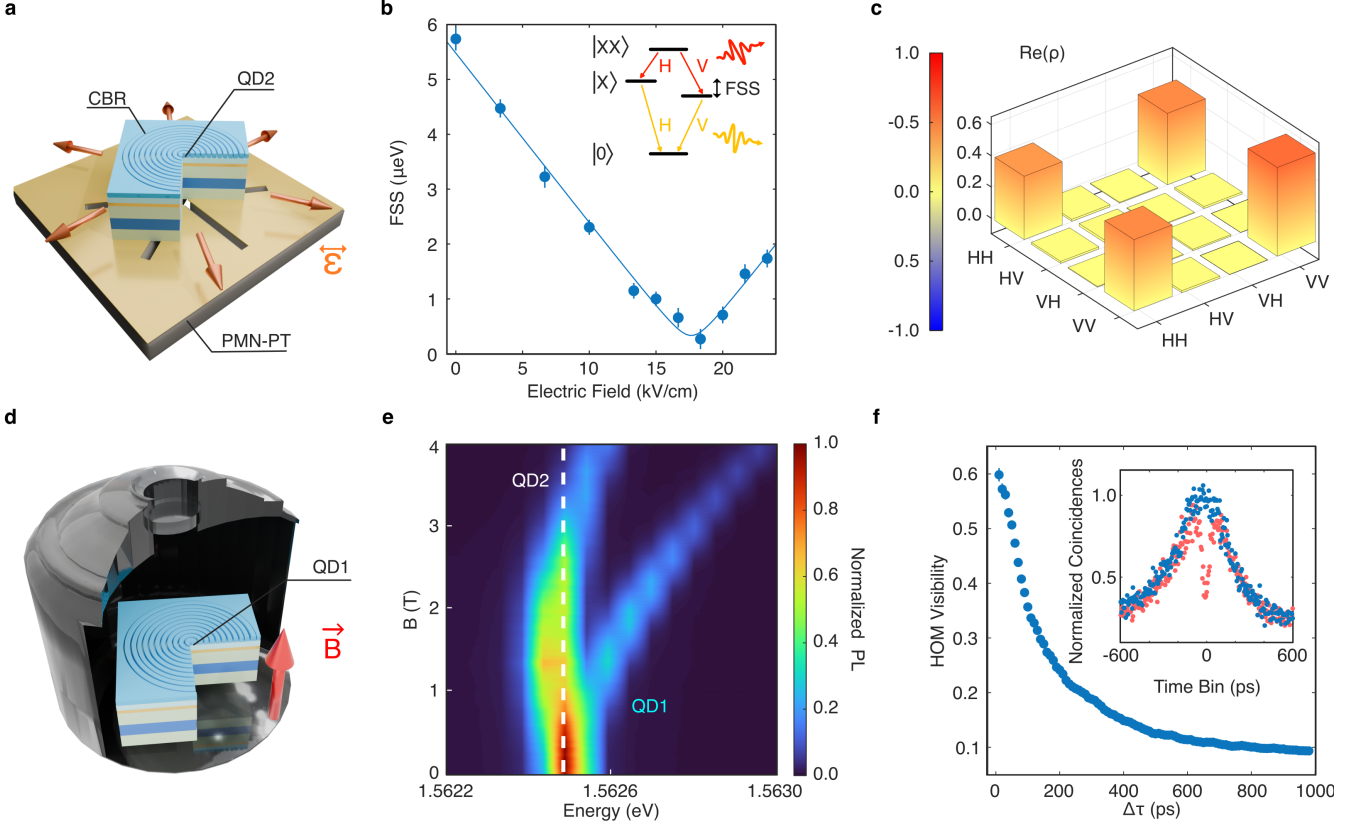 a
CBR
QD2
ε
PMN-PT
b
6
5
4
3
2
1
0
FSS (μeV)
0
5
10
15
20
Electric Field (kV/cm)
|XX⟩
|X⟩
|0⟩
H
V
FSS
H
V
c
Re(ρ)
1.0
-0.5
0.0
0.5
-1.0
0.6
0.4
0.2
0.0
HH
HV
VH
VV
HH
HV
VH
VV
d
QD1
B
e
4
3
2
1
0
B (T)
QD2
QD1
1.5622
1.5626
1.5630
Energy (eV)
1.0
0.8
0.6
0.4
0.2
0.0
Normalized PL
f
0.6
0.5
0.4
0.3
0.2
0.1
HOM Visibility
0
200
400
600
800
1000
Δτ (ps)
Normalized Coincidences
1.0
0.5
-600
0
600
Time Bin (ps)